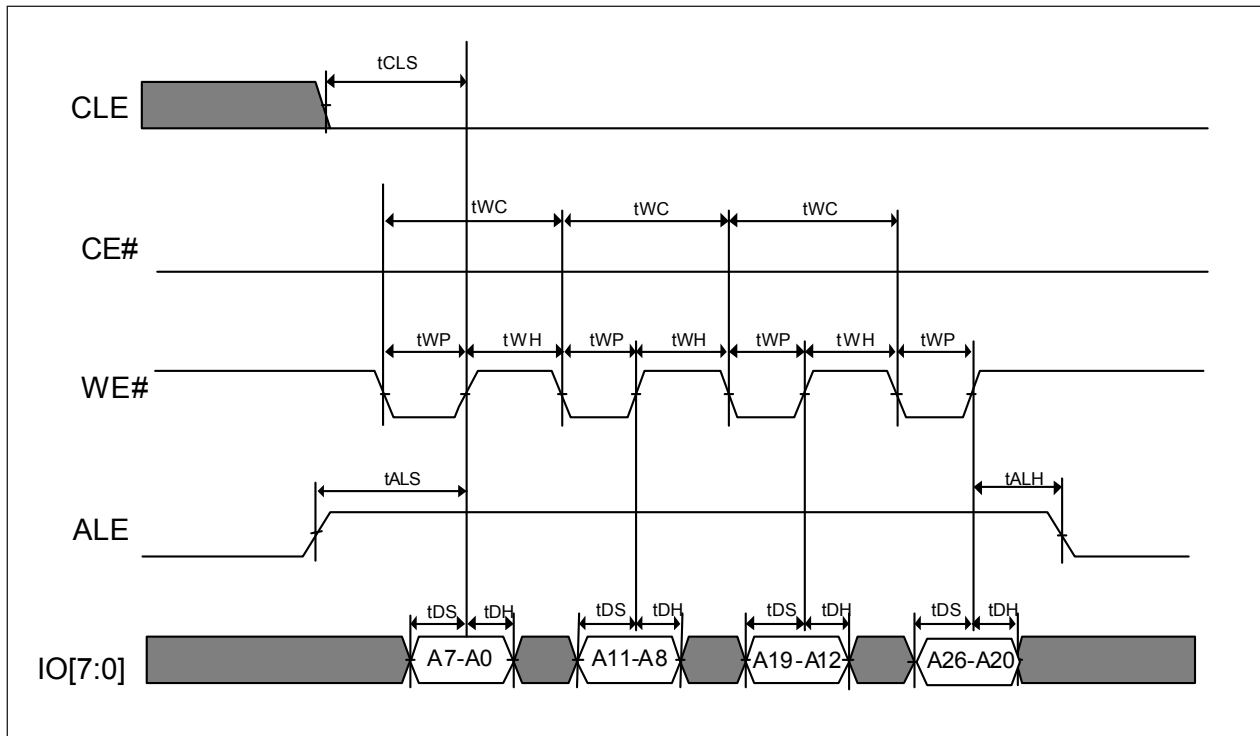 tCLS
CLE
tWC tWC tWC
CE#
tWP tWH tWP tWH tWP tWH tWP
WE#
tALS tALH
ALE
tDS tDH tDS tDH tDS tDH tDS tDH
IO[7:0] A7-A0 A11-A8 A19-A12 A26-A20